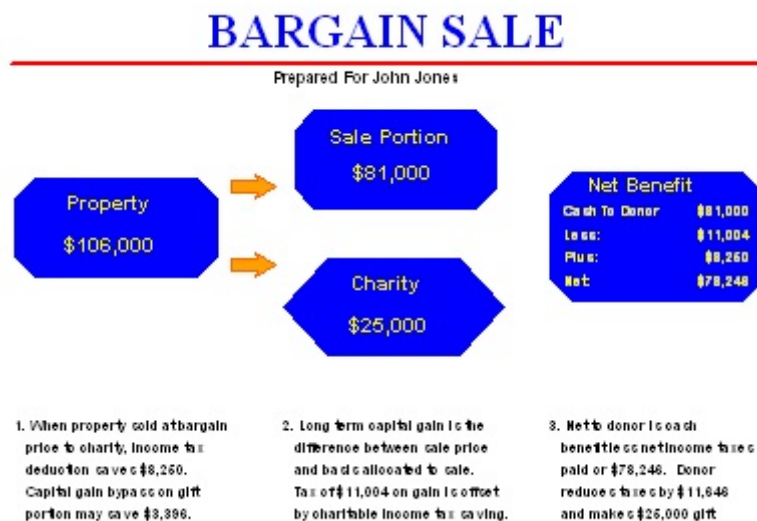 BARGAIN SALE
Prepared For John Jones
Property
$106,000
Sale Portion
$81,000
Charity
$25,000
Net Benefit
Cash To Donor $81,000
Less: $11,004
Plus: $8,250
Net $78,246
1. When property sold at bargain
price to charity, income tax
deduction saves $8,250.
Capital gain bypass on gift
portion may save $3,396.
2. Long term capital gain is the
difference between sale price
and basis allocated to sale.
Tax of $11,004 on gain is offset
by charitable income tax saving.
3. Net to donor is cash
benefit less net income taxes
paid or $78,246. Donor
reduces taxes by $11,646
and makes $25,000 gift